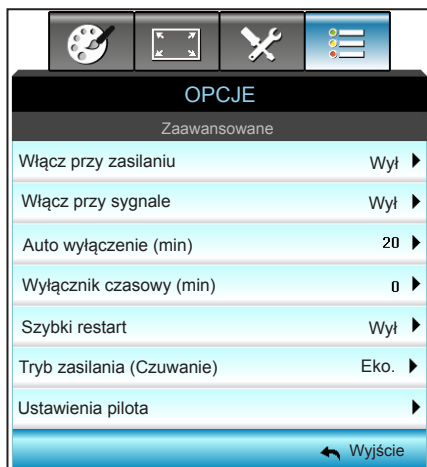 OPCJE
Zaawansowane
Włącz przy zasilaniu Wył
Włącz przy sygnale Wył
Auto wyłączenie (min) 20
Wyłącznik czasowy (min) 0
Szybki restart Wył
Tryb zasilania (Czuwanie) Eko.
Ustawienia pilota
Wyjście